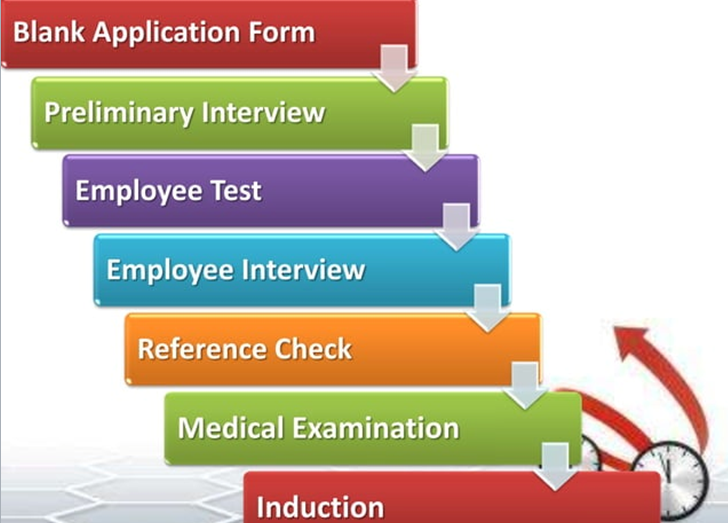 Blank Application Form
Preliminary Interview
Employee Test
Employee Interview
Reference Check
Medical Examination
Induction